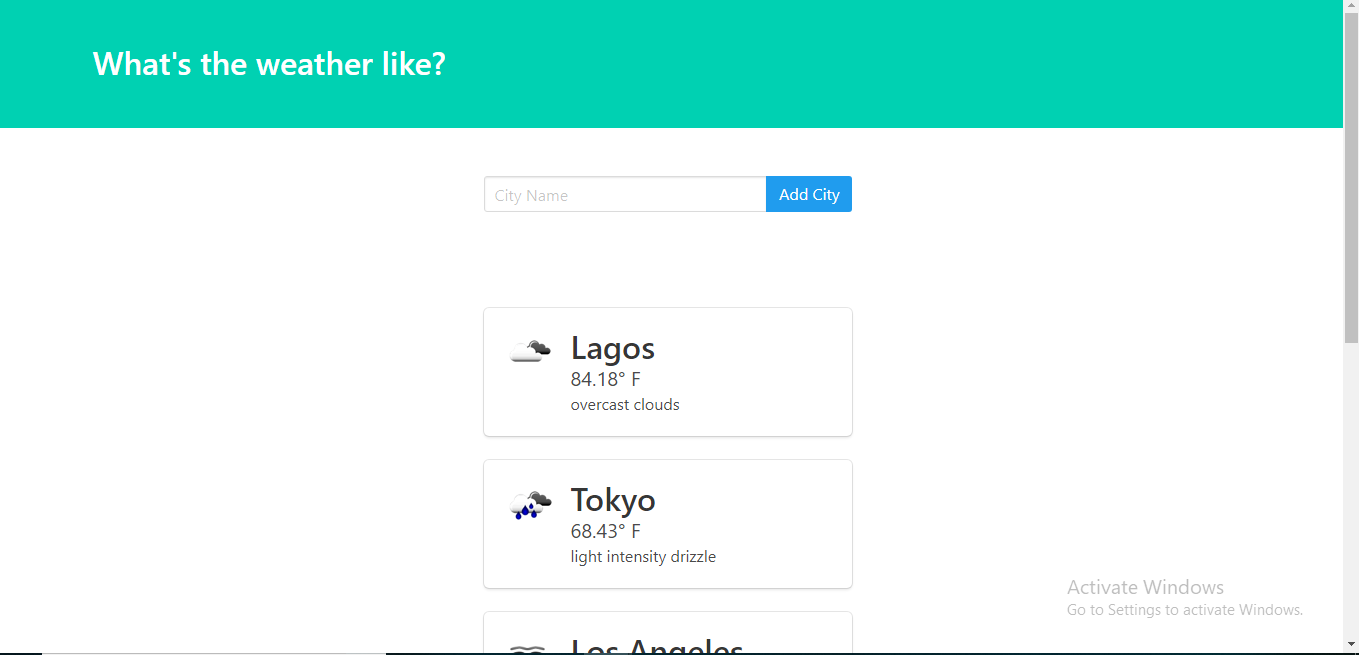 What's the weather like?
City Name
Add City
Lagos
84.18° F
overcast clouds
Tokyo
68.43° F
light intensity drizzle
Los Angeles
Activate Windows
Go to Settings to activate Windows.